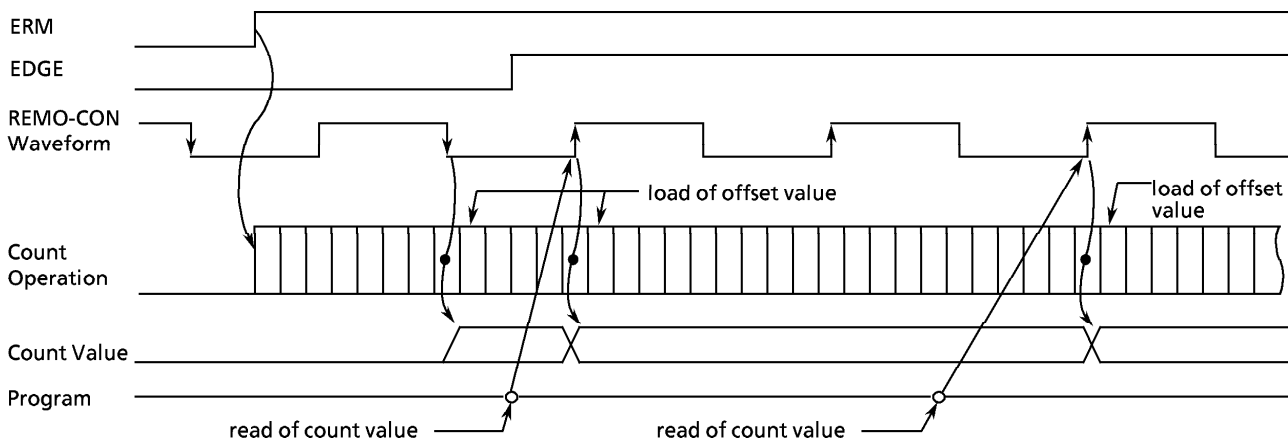 ERM
EDGE
REMO-CON
Waveform
load of offset value
load of offset
value
Count
Operation
Count Value
Program
read of count value
read of count value